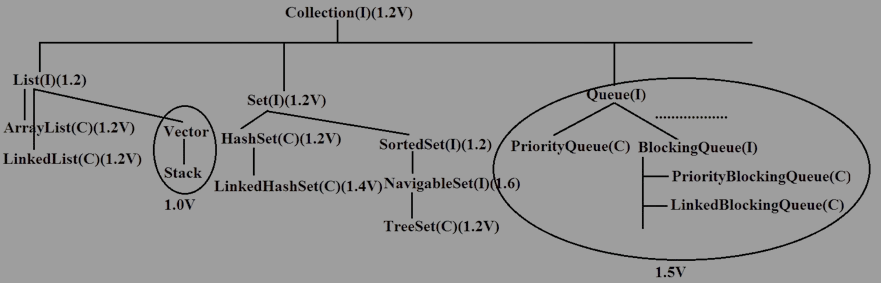 Collection(I)(1.2V)
List(I)(1.2)
ArrayList(C)(1.2V)
LinkedList(C)(1.2V)
Vector
Stack
1.0V
Set(I)(1.2V)
HashSet(C)(1.2V)
LinkedHashSet(C)(1.4V)
SortedSet(I)(1.2)
NavigableSet(I)(1.6)
TreeSet(C)(1.2V)
Queue(I)
..................
PriorityQueue(C)
BlockingQueue(I)
PriorityBlockingQueue(C)
LinkedBlockingQueue(C)
1.5V